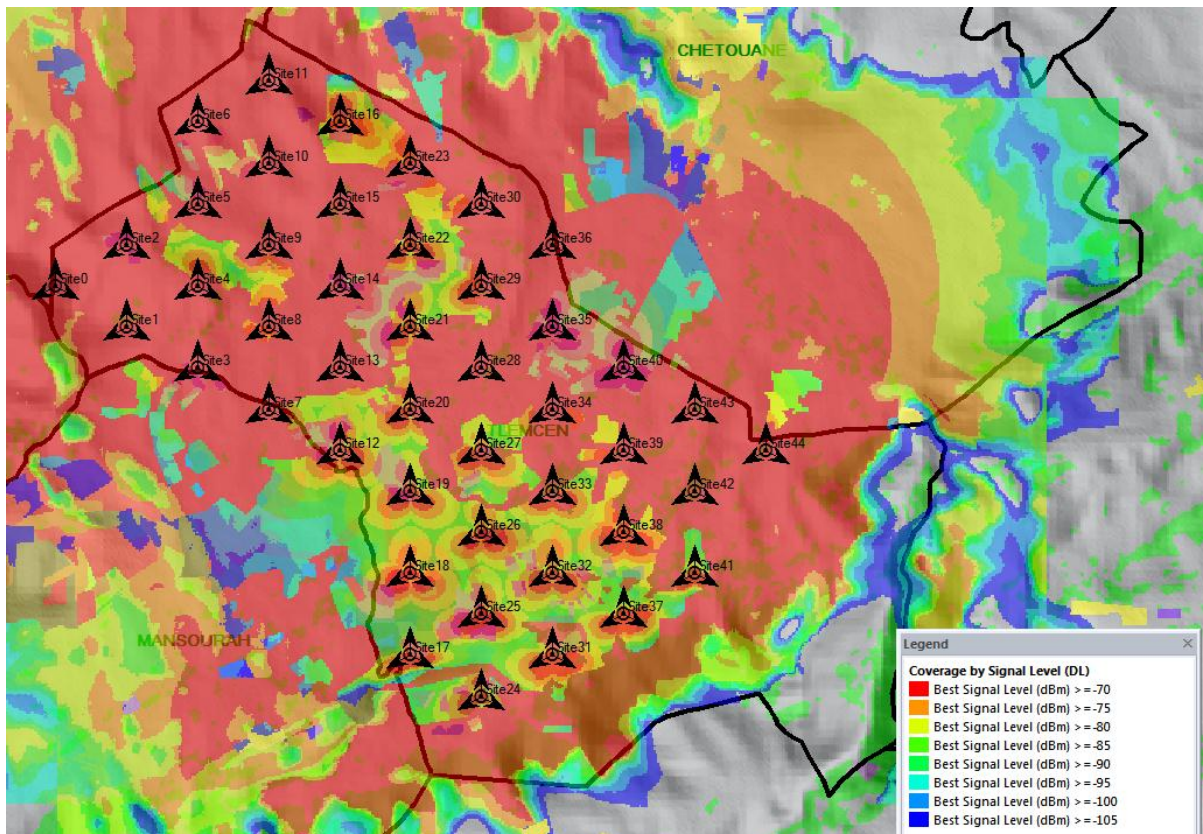 CHETOUANE
Site11
Site6
Site16
Site10
Site23
Site5
Site15
Site30
Site2
Site9
Site22
Site36
Site0
Site4
Site14
Site29
Site1
Site8
Site21
Site35
Site3
Site13
Site28
Site40
Site7
Site20
Site34
Site43
TLEMCEN
Site12
Site27
Site39
Site44
Site19
Site33
Site42
Site26
Site38
Site18
Site32
Site41
Site25
Site37
MANSOURAH
Site17
Site31
Site24
Legend
Coverage by Signal Level (DL)
Best Signal Level (dBm) >=-70
Best Signal Level (dBm) >=-75
Best Signal Level (dBm) >=-80
Best Signal Level (dBm) >=-85
Best Signal Level (dBm) >=-90
Best Signal Level (dBm) >=-95
Best Signal Level (dBm) >=-100
Best Signal Level (dBm) >=-105